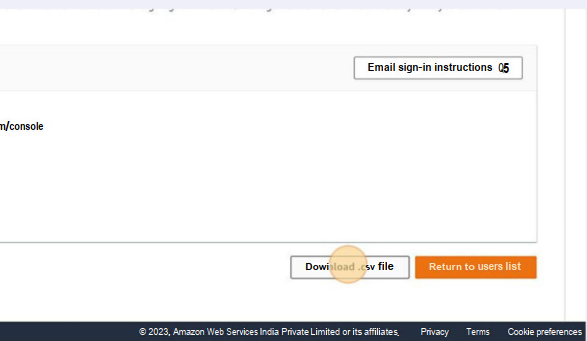 Email sign-in instructions
m/console
Download .csv file
Return to users list
© 2023, Amazon Web Services India Private Limited or its affiliates.
Privacy
Terms
Cookie preferences